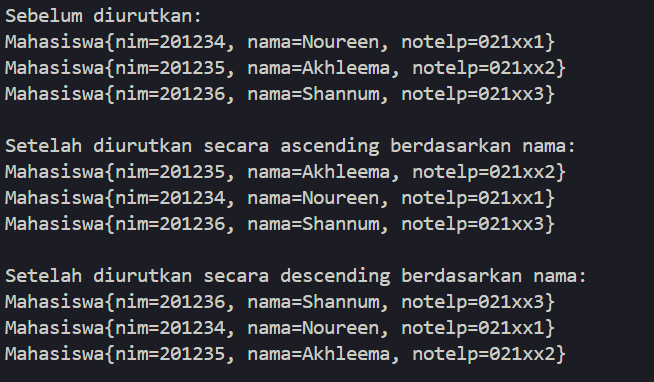 Sebelum diurutkan:
Mahasiswa{nim=201234, nama=Noureen, notelp=021xx1}
Mahasiswa{nim=201235, nama=Akhleema, notelp=021xx2}
Mahasiswa{nim=201236, nama=Shannum, notelp=021xx3}

Setelah diurutkan secara ascending berdasarkan nama:
Mahasiswa{nim=201235, nama=Akhleema, notelp=021xx2}
Mahasiswa{nim=201234, nama=Noureen, notelp=021xx1}
Mahasiswa{nim=201236, nama=Shannum, notelp=021xx3}

Setelah diurutkan secara descending berdasarkan nama:
Mahasiswa{nim=201236, nama=Shannum, notelp=021xx3}
Mahasiswa{nim=201234, nama=Noureen, notelp=021xx1}
Mahasiswa{nim=201235, nama=Akhleema, notelp=021xx2}